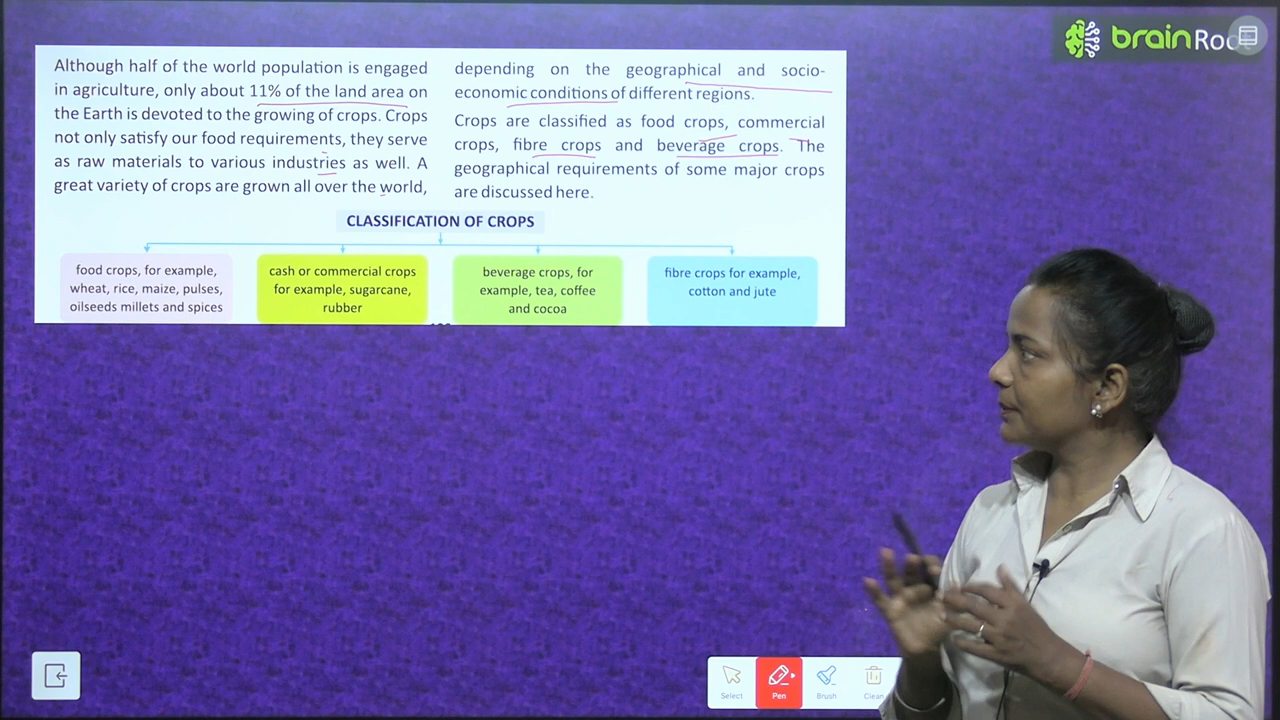 brainRoo
Although half of the world population is engaged
in agriculture, only about 11% of the land area on
the Earth is devoted to the growing of crops. Crops
not only satisfy our food requirements, they serve
as raw materials to various industries as well. A
great variety of crops are grown all over the world,
depending on the geographical and socio-
economic conditions of different regions.
Crops are classified as food crops, commercial
crops, fibre crops and beverage crops. The
geographical requirements of some major crops
are discussed here.
CLASSIFICATION OF CROPS
food crops, for example,
wheat, rice, maize, pulses,
oilseeds millets and spices
cash or commercial crops
for example, sugarcane,
rubber
beverage crops, for
example, tea, coffee
and cocoa
fibre crops for example,
cotton and jute
Select
Pen
Brush
Clean